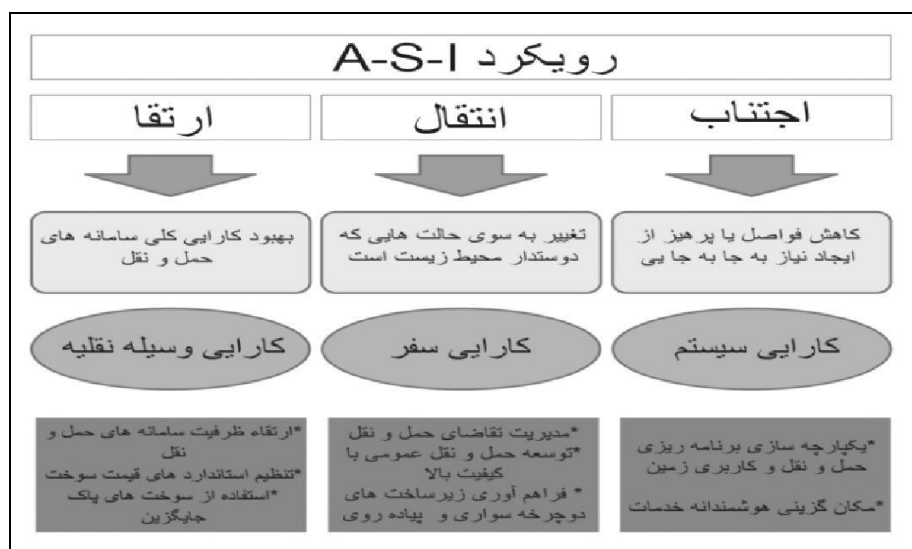 رویکرد A-S-I
اجتناب
انتقال
ارتقا
کاهش فواصل یا پرهیز از
ایجاد نیاز به جا به جا یی
تغییر به سوی حالت هایی که
دوستدار محیط زیست است
بهبود کارایی کلی سامانه های
حمل و نقل
کارایی سیستم
کارایی سفر
کارایی وسیله نقلیه
*یکپارچه سازی برنامه ریزی
حمل و نقل و کاربری زمین
*مکان گزینی هوشمندانه خدمات
*مدیریت تقاضای حمل و نقل
*توسعه حمل و نقل عمومی با
کیفیت بالا
* فراهم آوری زیرساخت های
دوچرخه سواری و پیاده روی
*ارتقاء ظرفیت سامانه های حمل و
نقل
*تنظیم استاندارد های قیمت سوخت
*استفاده از سوخت های پاک
جایگزین